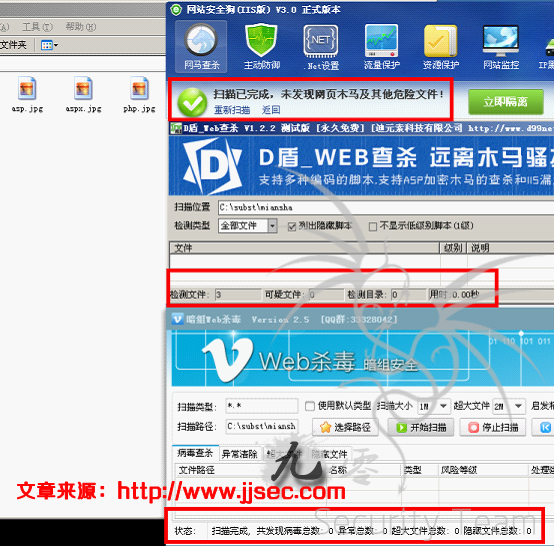 (A) 工具(T) 帮助(H)
文件夹
asp.jpg aspx.jpg php.jpg
网站安全狗(IIS版) V3.0 正式版本
网马查杀 主动防御 .Net设置 流量保护 资源保护 网站监控 IP黑
.NET
扫描已完成，未发现网页木马及其他危险文件！
重新扫描 返回
立即隔离
D盾_Web查杀 V1.2.2 测试版 [永久免费] [迪元素科技有限公司 http://www.d99net
D盾_WEB查杀 远离木马骚
支持多种编码的脚本.支持ASP加密木马的查杀和IIS漏
扫描位置 C:\subst\miansha
检测类型 全部文件 列出隐藏脚本 不显示低级别脚本(1级)
文件 级别 说明
检测文件: 3 可疑文件: 0 检测目录: 0 用时:0.00秒
暗组Web杀毒 Version 2.5 [QQ群:33328042]
01 110 101 011
Web杀毒 暗组安全
扫描类型: *.* 使用默认类型 扫描大小 1M 超大文件 2M 启发
扫描路径: C:\subst\miansh 选择路径 开始扫描 停止扫描
病毒查杀 异常清除 超大文件 隐藏文件
文件路径 名称 类型 风险等级 处理
九零
文章来源：http://www.jjsec.com
Security Team
状态: 扫描完成，共发现病毒总数: 0 异常总数: 0 超大文件总数: 0 隐藏文件总数: 0